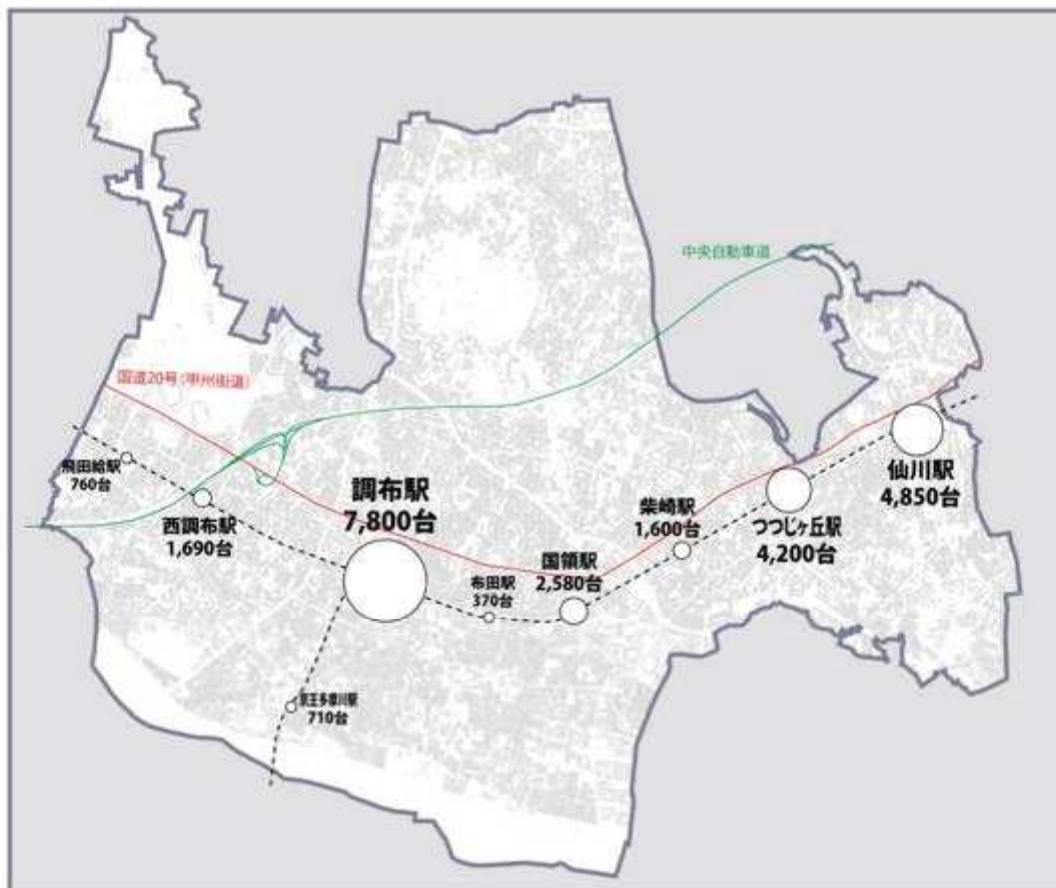 中央自動車道
国道20号(甲州街道)
飛田給駅
760台
西調布駅
1,690台
調布駅
7,800台
布田駅
370台
国領駅
2,580台
柴崎駅
1,600台
つつじヶ丘駅
4,200台
仙川駅
4,850台
京王多摩川駅
710台